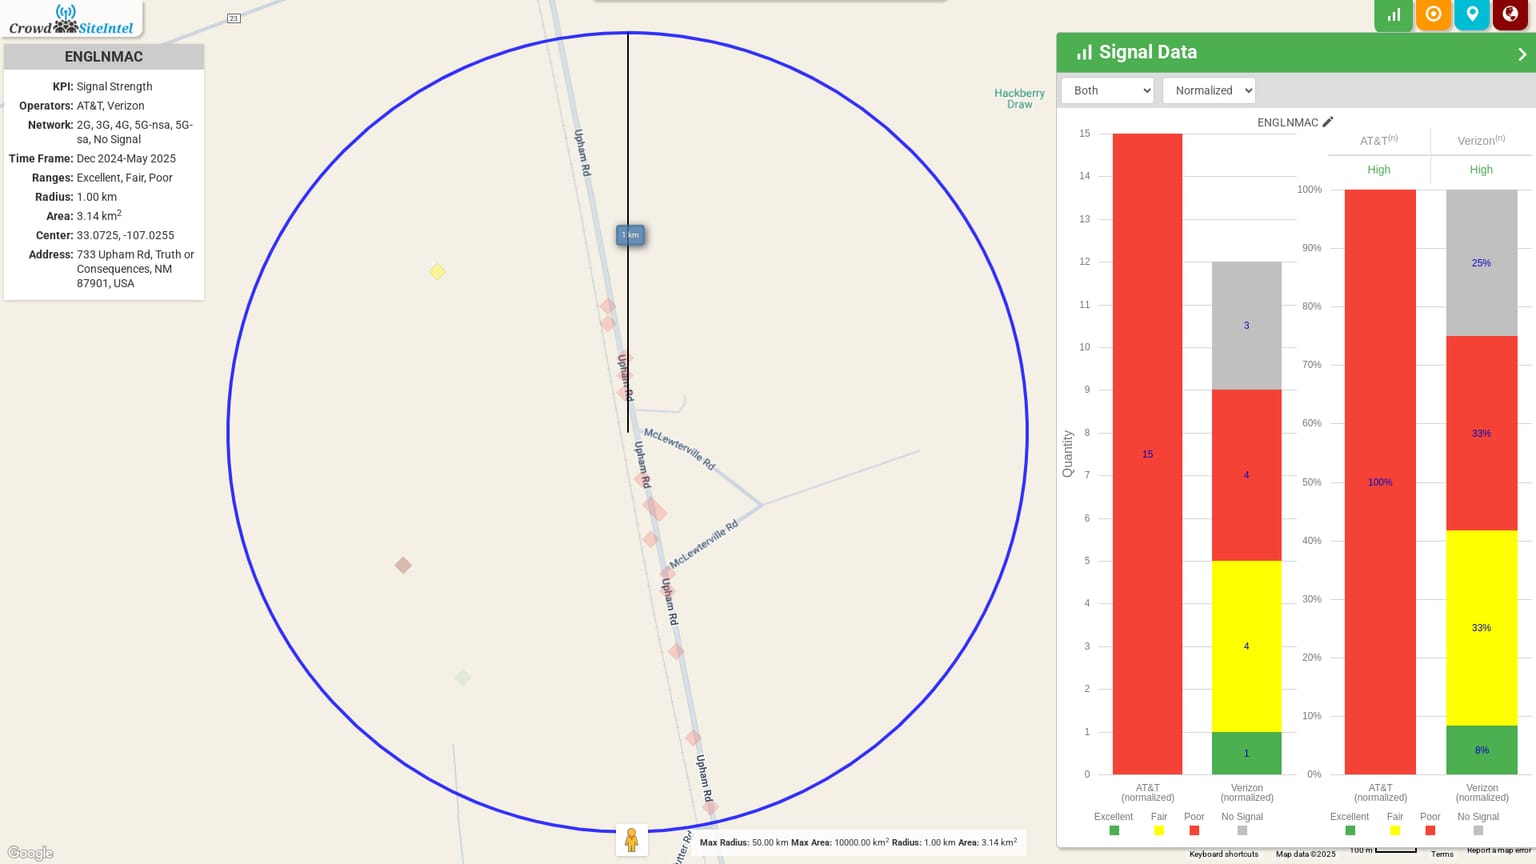 CrowdSiteIntel
ENGLNMAC
KPI: Signal Strength
Operators: AT&T, Verizon
Network: 2G, 3G, 4G, 5G-nsa, 5G-
sa, No Signal
Time Frame: Dec 2024-May 2025
Ranges: Excellent, Fair, Poor
Radius: 1.00 km
Area: 3.14 km2
Center: 33.0725, -107.0255
Address: 733 Upham Rd, Truth or
Consequences, NM
87901, USA
23
Hackberry
Draw
Upham Rd
1 km
Upham Rd
McLewterville Rd
Upham Rd
McLewterville Rd
Upham Rd
Upham Rd
utter Rd
Google
Max Radius: 50.00 km Max Area: 10000.00 km2 Radius: 1.00 km Area: 3.14 km2
Keyboard shortcuts
Map data ©2025
100 m
Terms
Report a map error
Signal Data
Both
Normalized
ENGLNMAC
Quantity
15
14
13
12
11
10
9
8
7
6
5
4
3
2
1
0
15
3
4
4
1
AT&T
(normalized)
Verizon
(normalized)
Excellent
Fair
Poor
No Signal
AT&T(n)
Verizon(n)
High
High
100%
90%
80%
70%
60%
50%
40%
30%
20%
10%
0%
100%
25%
33%
33%
8%
AT&T
(normalized)
Verizon
(normalized)
Excellent
Fair
Poor
No Signal